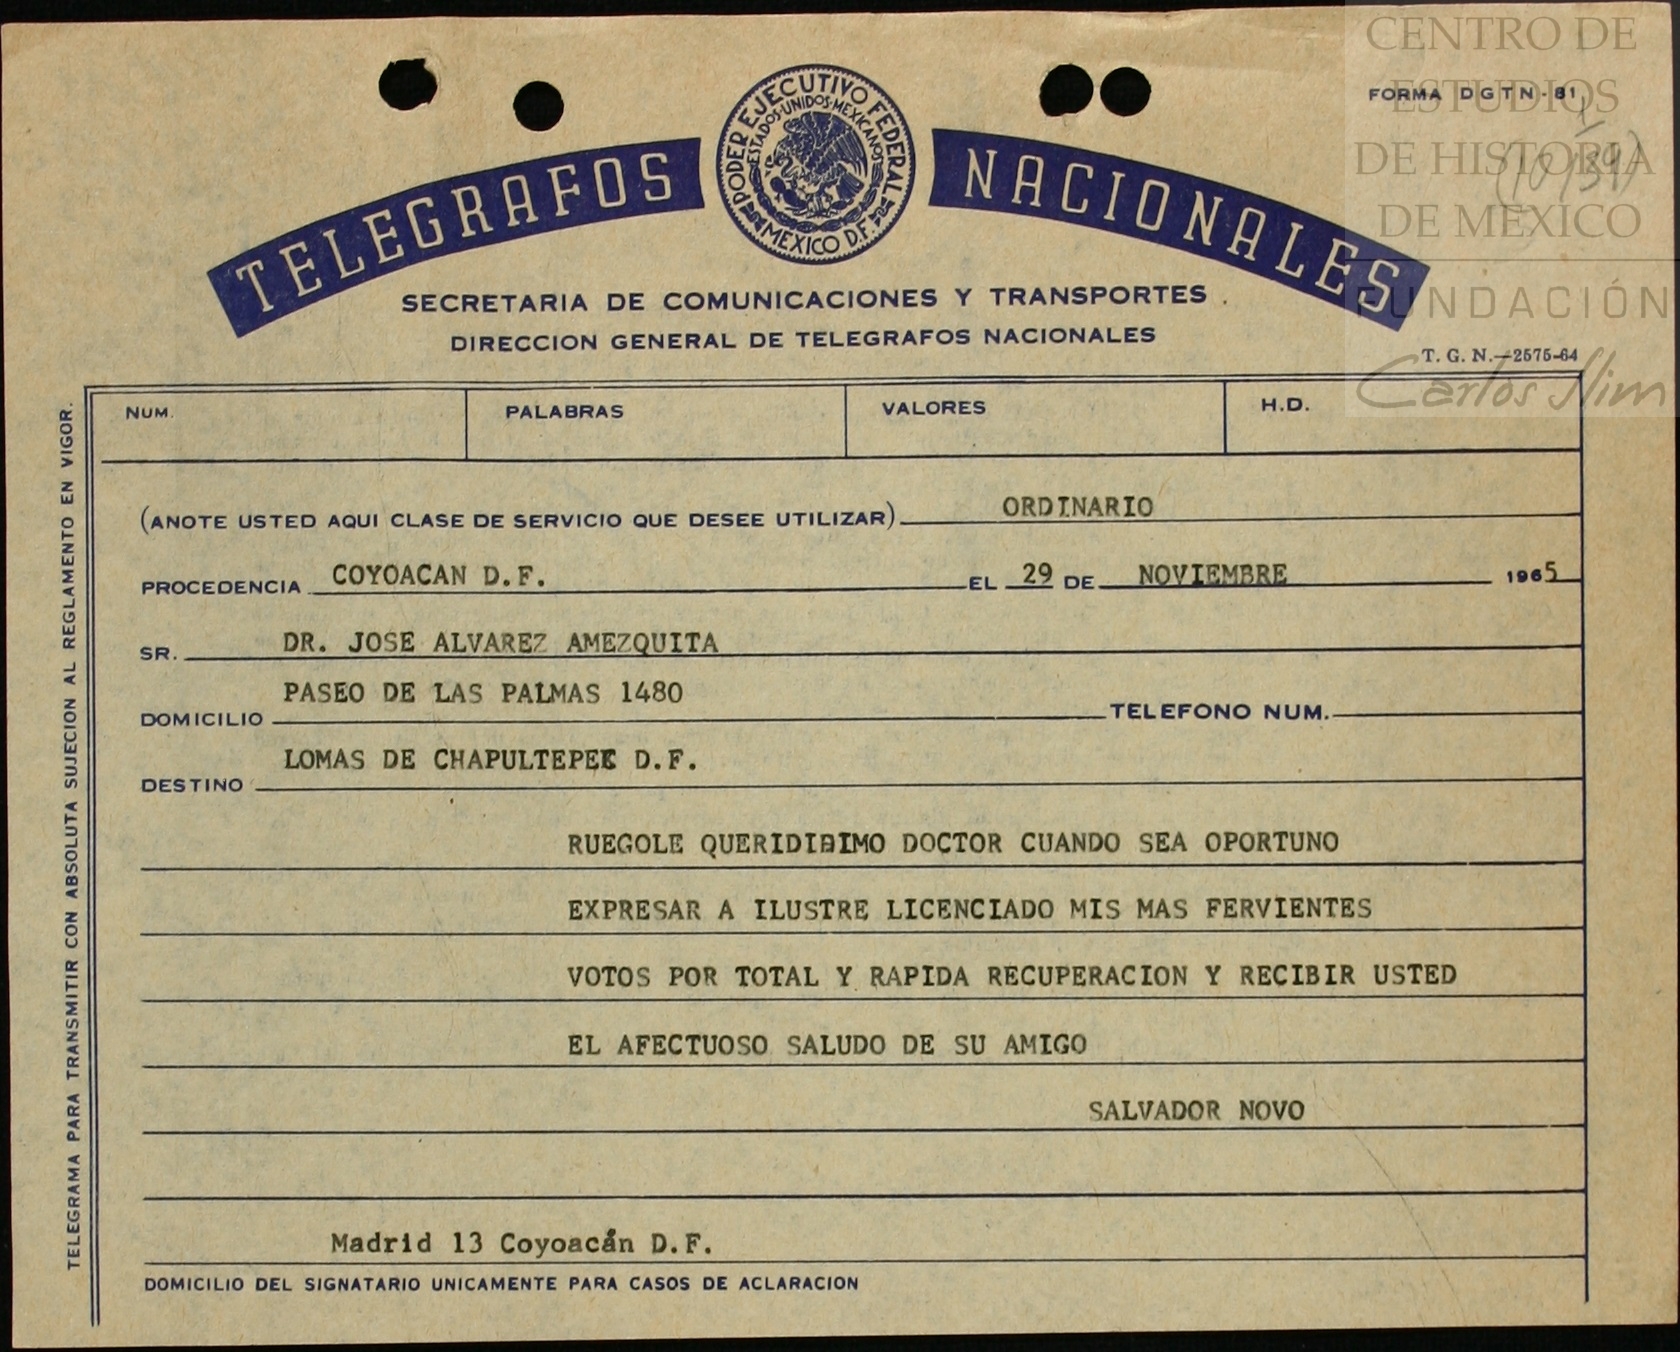 CENTRO DE
ESTUDIOS
DE HISTORIA
DE MEXICO
FUNDACIÓN
Carlos Slim
FORMA DGTN-81
PODER EJECUTIVO FEDERAL
ESTADOS·UNIDOS·MEXICANOS
MEXICO D.F.
TELEGRAFOS NACIONALES
SECRETARIA DE COMUNICACIONES Y TRANSPORTES .
DIRECCION GENERAL DE TELEGRAFOS NACIONALES
T. G. N.—2575-64
NUM. PALABRAS VALORES H.D.
(ANOTE USTED AQUI CLASE DE SERVICIO QUE DESEE UTILIZAR) ORDINARIO
PROCEDENCIA COYOACAN D.F. EL 29 DE NOVIEMBRE 1965
SR. DR. JOSE ALVAREZ AMEZQUITA
PASEO DE LAS PALMAS 1480
DOMICILIO TELEFONO NUM.
LOMAS DE CHAPULTEPEC D.F.
DESTINO
RUEGOLE QUERIDISIMO DOCTOR CUANDO SEA OPORTUNO
EXPRESAR A ILUSTRE LICENCIADO MIS MAS FERVIENTES
VOTOS POR TOTAL Y RAPIDA RECUPERACION Y RECIBIR USTED
EL AFECTUOSO SALUDO DE SU AMIGO
SALVADOR NOVO
Madrid 13 Coyoacán D.F.
DOMICILIO DEL SIGNATARIO UNICAMENTE PARA CASOS DE ACLARACION
TELEGRAMA PARA TRANSMITIR CON ABSOLUTA SUJECION AL REGLAMENTO EN VIGOR.